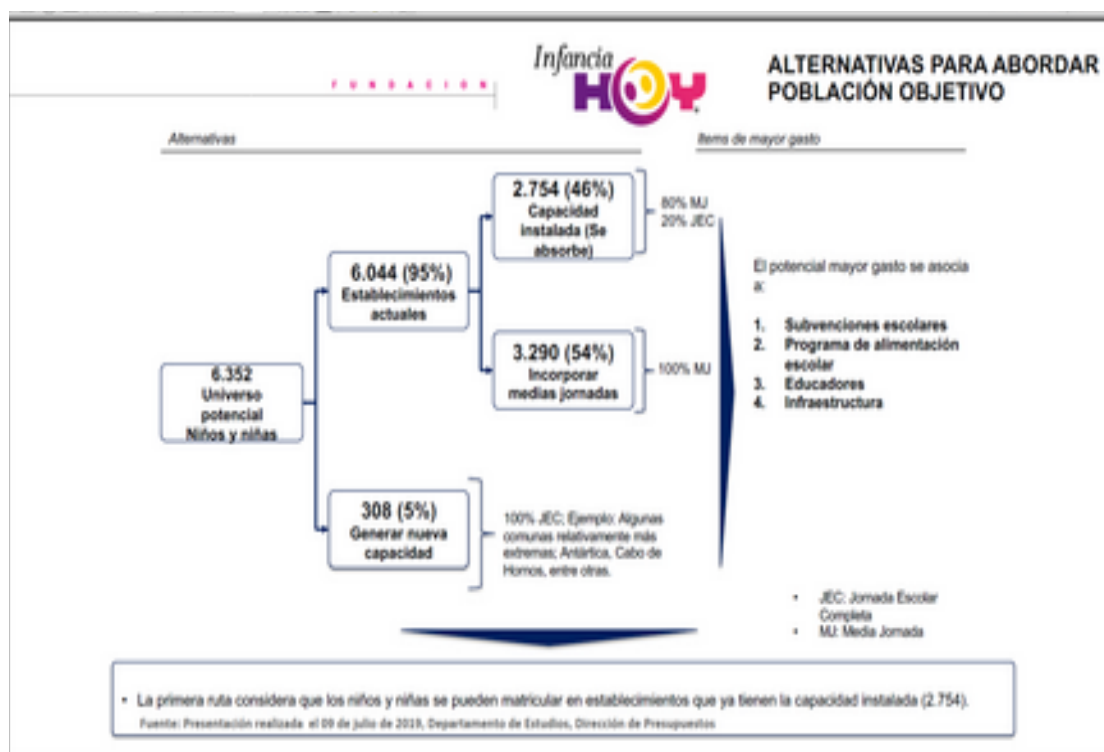 FUNDACIÓN
Infancia
HOY
ALTERNATIVAS PARA ABORDAR
POBLACIÓN OBJETIVO
Alternativas
Items de mayor gasto
6.352
Universo
potencial
Niños y niñas
6.044 (95%)
Establecimientos
actuales
308 (5%)
Generar nueva
capacidad
2.754 (46%)
Capacidad
instalada (Se
absorbe)
3.290 (54%)
Incorporar
medias jornadas
80% MJ
20% JEC
100% MJ
100% JEC; Ejemplo: Algunas
comunas relativamente más
extremas; Antártica, Cabo de
Hornos, entre otras.
El potencial mayor gasto se asocia
a:
1. Subvenciones escolares
2. Programa de alimentación
escolar
3. Educadores
4. Infraestructura
• JEC: Jornada Escolar
Completa
• MJ: Media Jornada
• La primera ruta considera que los niños y niñas se pueden matricular en establecimientos que ya tienen la capacidad instalada (2.754).
Fuente: Presentación realizada el 09 de julio de 2019, Departamento de Estudios, Dirección de Presupuestos